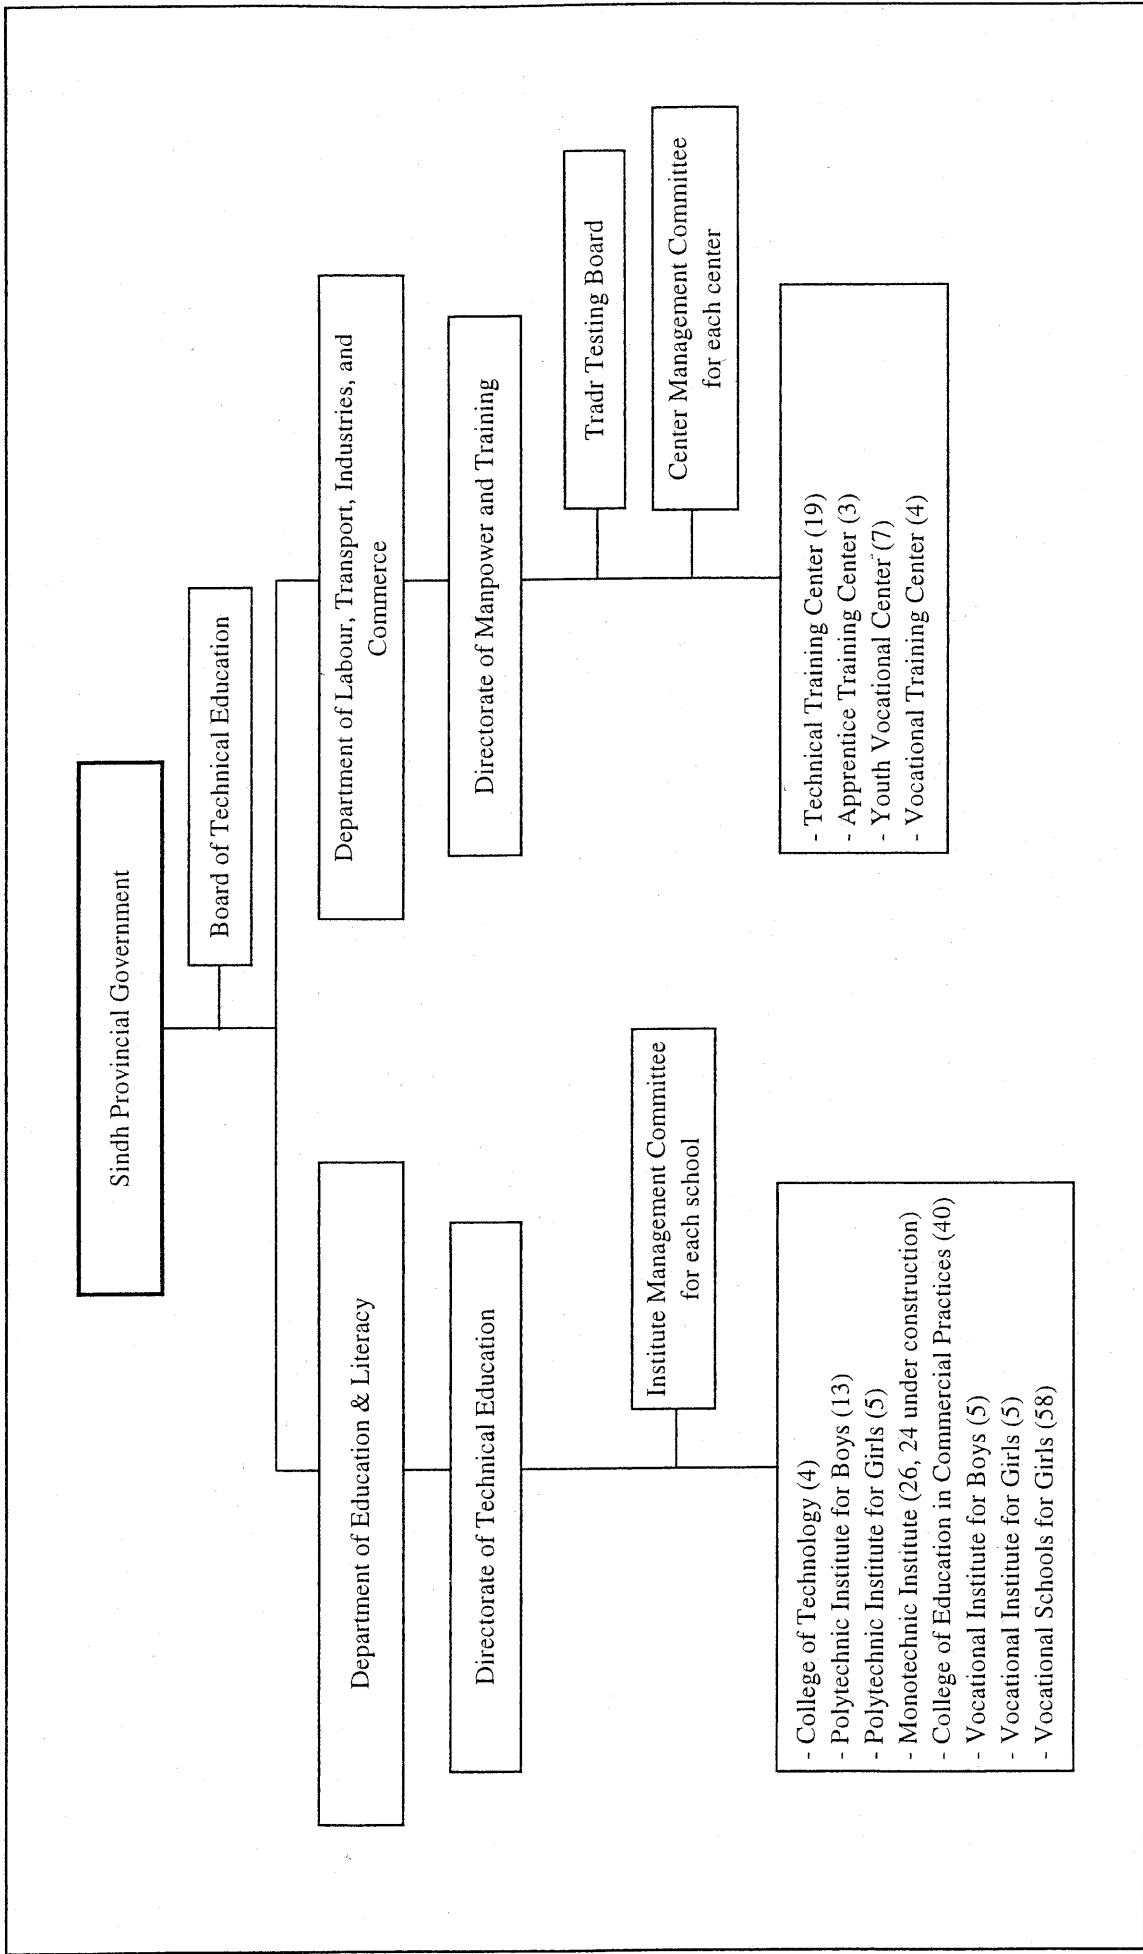 Sindh Provincial Government
Board of Technical Education
Department of Education & Literacy
Directorate of Technical Education
Institute Management Committee
for each school
- College of Technology (4)
- Polytechnic Institute for Boys (13)
- Polytechnic Institute for Girls (5)
- Monotechnic Institute (26, 24 under construction)
- College of Education in Commercial Practices (40)
- Vocational Institute for Boys (5)
- Vocational Institute for Girls (5)
- Vocational Schools for Girls (58)
Department of Labour, Transport, Industries, and
Commerce
Directorate of Manpower and Training
Tradr Testing Board
Center Management Committee
for each center
- Technical Training Center (19)
- Apprentice Training Center (3)
- Youth Vocational Center (7)
- Vocational Training Center (4)